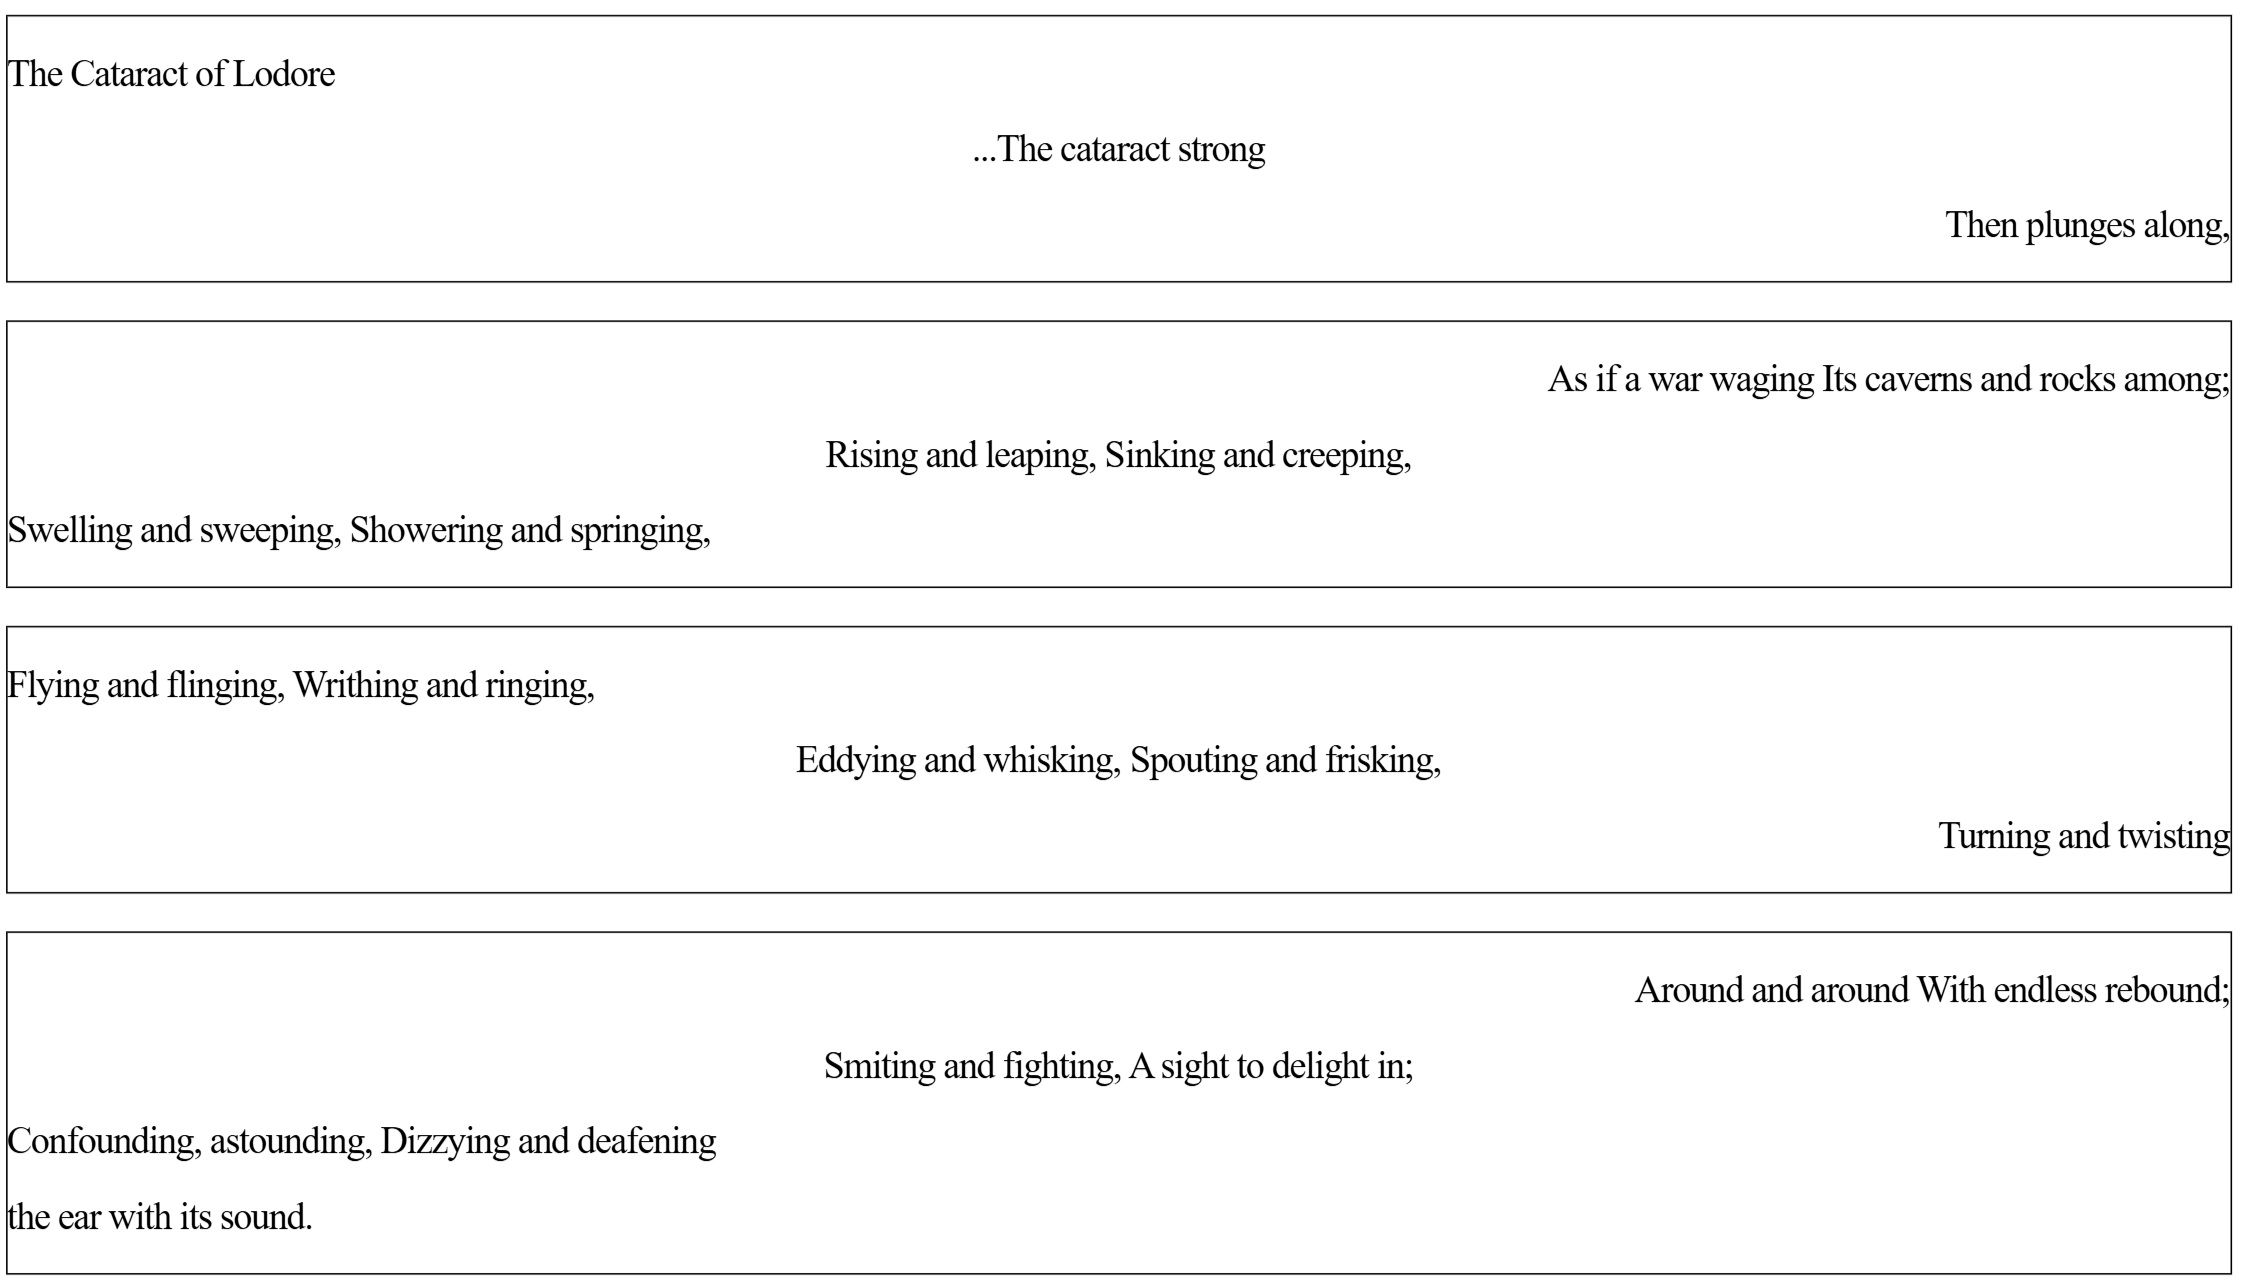 The Cataract of Lodore
...The cataract strong
Then plunges along,
As if a war waging Its caverns and rocks among;
Rising and leaping, Sinking and creeping,
Swelling and sweeping, Showering and springing,
Flying and flinging, Writhing and ringing,
Eddying and whisking, Spouting and frisking,
Turning and twisting
Around and around With endless rebound;
Smiting and fighting, A sight to delight in;
Confounding, astounding, Dizzying and deafening
the ear with its sound.